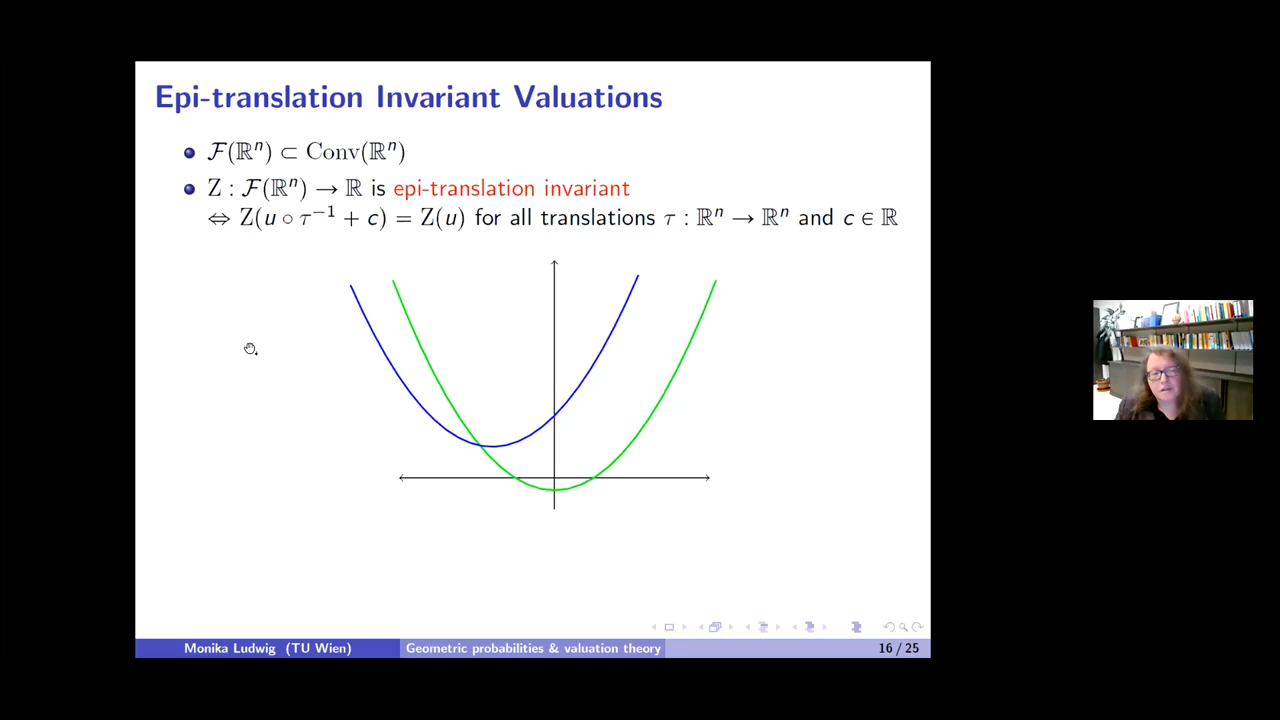 Epi-translation Invariant Valuations
ℱ(ℝⁿ) ⊂ Conv(ℝⁿ)
Z : ℱ(ℝⁿ) → ℝ is epi-translation invariant
⇔ Z(u ∘ τ⁻¹ + c) = Z(u) for all translations τ : ℝⁿ → ℝⁿ and c ∈ ℝ
Monika Ludwig (TU Wien) Geometric probabilities & valuation theory 16 / 25